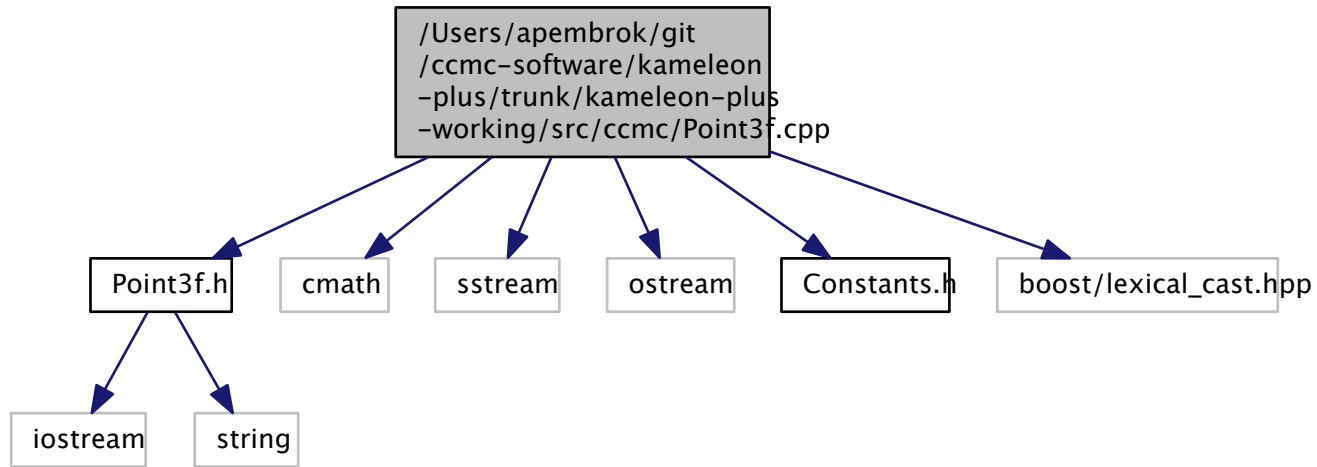 /Users/apembrok/git
/ccmc-software/kameleon
-plus/trunk/kameleon-plus
-working/src/ccmc/Point3f.cpp
Point3f.h
cmath
sstream
ostream
Constants.h
boost/lexical_cast.hpp
iostream
string